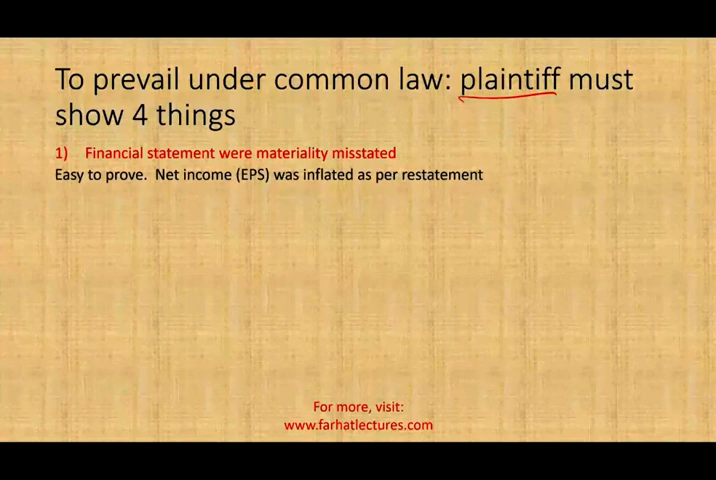 To prevail under common law: plaintiff must
show 4 things
1) Financial statement were materiality misstated
Easy to prove. Net income (EPS) was inflated as per restatement
For more, visit:
www.farhatlectures.com